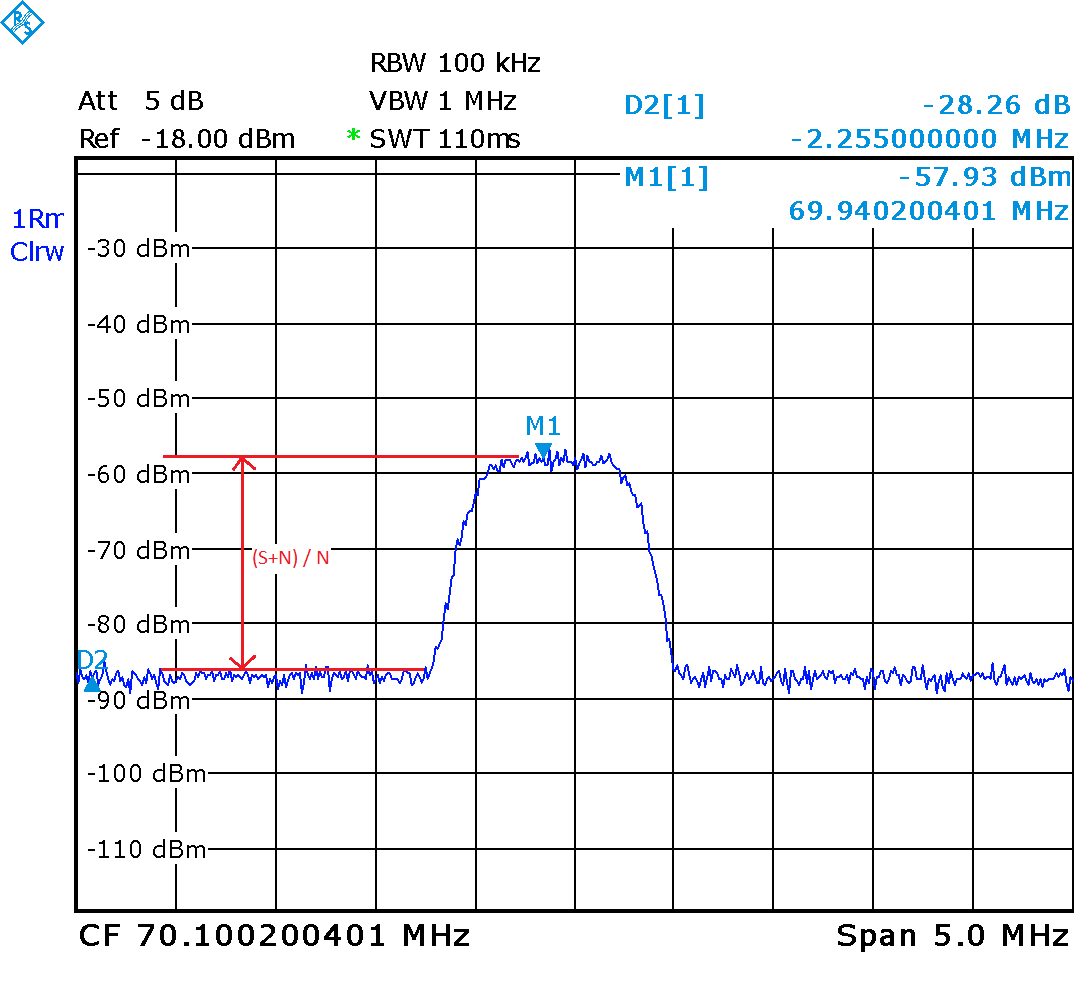 R
S
RBW 100 kHz
Att 5 dB
VBW 1 MHz
D2[1] -28.26 dB
Ref -18.00 dBm
* SWT 110ms
-2.255000000 MHz
M1[1] -57.93 dBm
69.940200401 MHz
1Rm
Clrw
-30 dBm
-40 dBm
-50 dBm
M1
-60 dBm
-70 dBm
(S+N) / N
-80 dBm
D2
-90 dBm
-100 dBm
-110 dBm
CF 70.100200401 MHz
Span 5.0 MHz